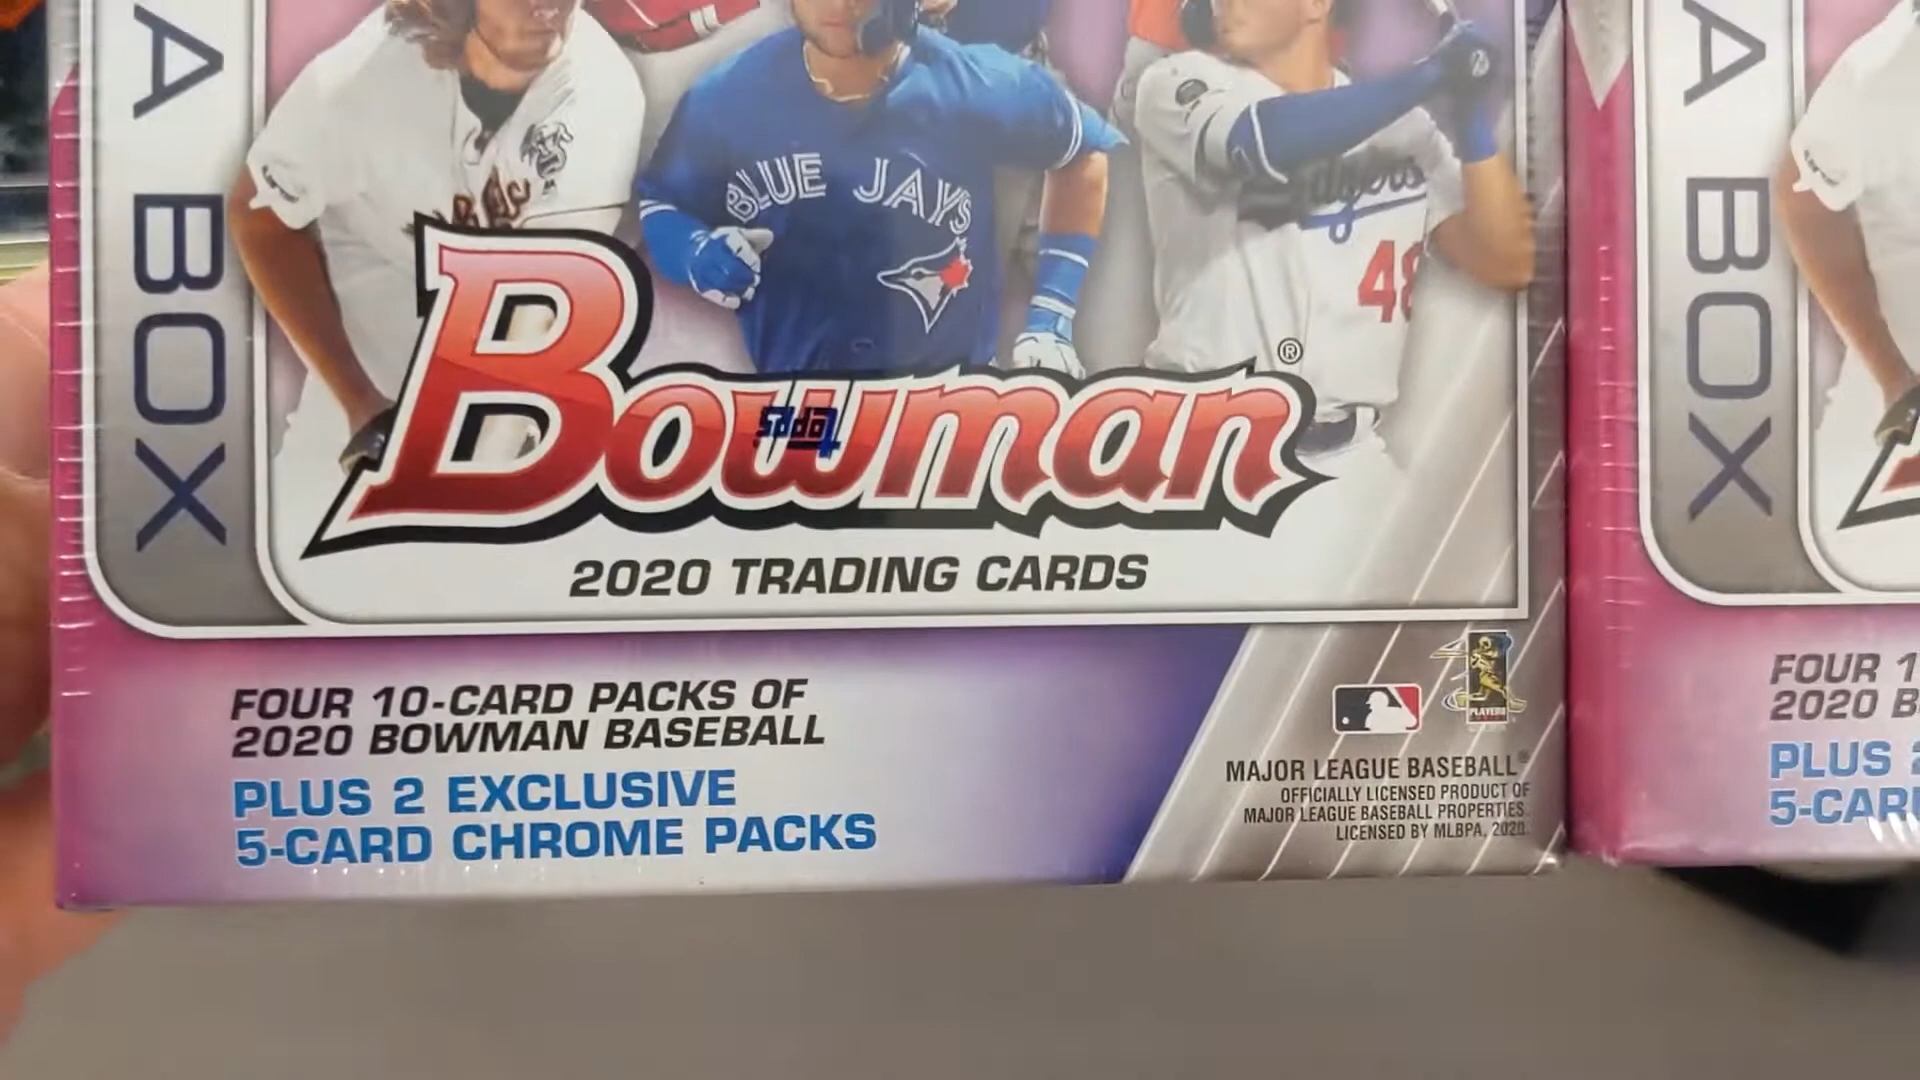 A BOX
BLUE JAYS
Dodgers
48
Bowman®
topps
2020 TRADING CARDS
FOUR 10-CARD PACKS OF
2020 BOWMAN BASEBALL
PLUS 2 EXCLUSIVE
5-CARD CHROME PACKS
MAJOR LEAGUE BASEBALL®
OFFICIALLY LICENSED PRODUCT OF
MAJOR LEAGUE BASEBALL PROPERTIES.
LICENSED BY MLBPA, 2020.
PLAYERS
A BOX
FOUR 1
2020 B
PLUS 2
5-CAR